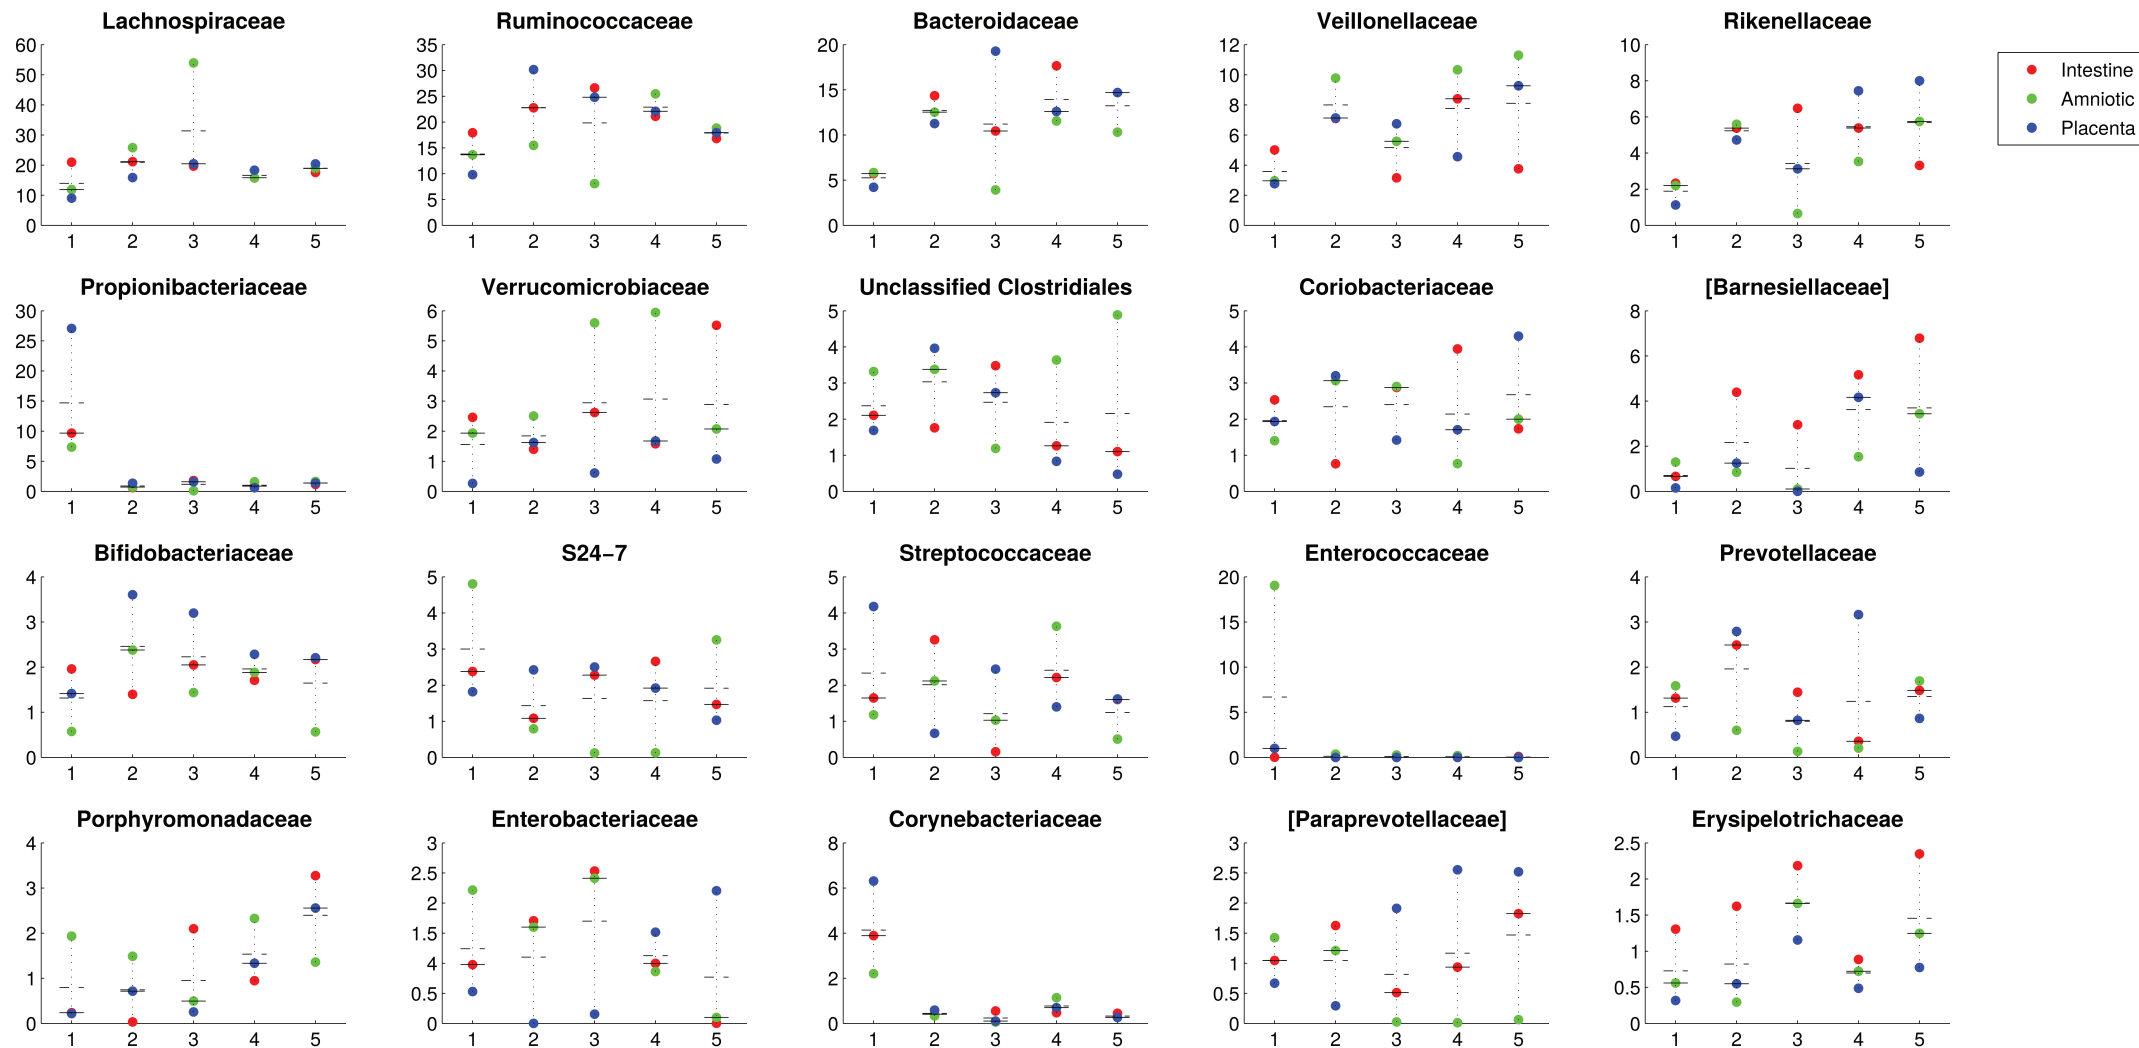 Lachnospiraceae Ruminococcaceae Bacteroidaceae Veillonellaceae Rikenellaceae
60 35 20 12 10
50 30 15 10 8
40 25 10 8 6
30 20 5 6 4
20 15 0 4 2
10 10 2 0
0 5 0
0
1 2 3 4 5 1 2 3 4 5 1 2 3 4 5 1 2 3 4 5 1 2 3 4 5
Intestine
Amniotic
Placenta
Propionibacteriaceae Verrucomicrobiaceae Unclassified Clostridiales Coriobacteriaceae [Barnesiellaceae]
30 6 5 5 8
25 5 4 4 6
20 4 3 3 4
15 3 2 2 2
10 2 1 1 0
5 1 0 0
0 0
1 2 3 4 5 1 2 3 4 5 1 2 3 4 5 1 2 3 4 5 1 2 3 4 5
Bifidobacteriaceae S24−7 Streptococcaceae Enterococcaceae Prevotellaceae
4 5 5 20 4
3 4 4 15 3
2 3 3 10 2
1 2 2 5 1
0 1 1 0 0
0 0
1 2 3 4 5 1 2 3 4 5 1 2 3 4 5 1 2 3 4 5 1 2 3 4 5
Porphyromonadaceae Enterobacteriaceae Corynebacteriaceae [Paraprevotellaceae] Erysipelotrichaceae
4 3 8 3 2.5
3 2.5 6 2.5 2
2 2 4 2 1.5
1 1.5 2 1.5 1
0 4 0 1 0.5
0.5 0.5 0
0 0
1 2 3 4 5 1 2 3 4 5 1 2 3 4 5 1 2 3 4 5 1 2 3 4 5